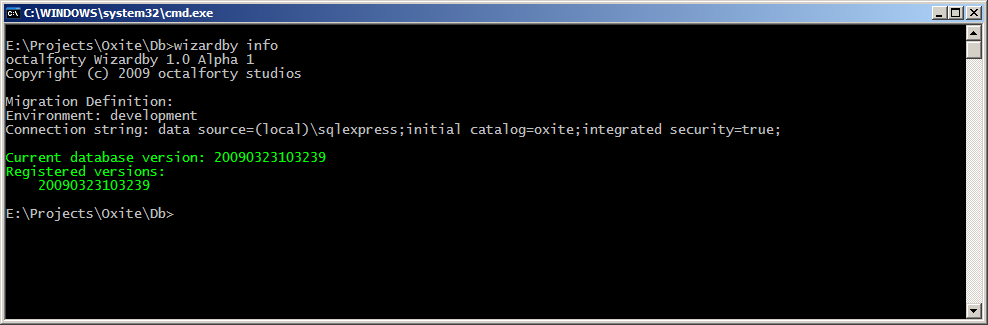 C:\WINDOWS\system32\cmd.exe
E:\Projects\Oxite\Db>wizardby info
octalforty Wizardby 1.0 Alpha 1
Copyright (c) 2009 octalforty studios
Migration Definition:
Environment: development
Connection string: data source=(local)\sqlexpress;initial catalog=oxite;integrated security=true;
Current database version: 20090323103239
Registered versions:
20090323103239
E:\Projects\Oxite\Db>